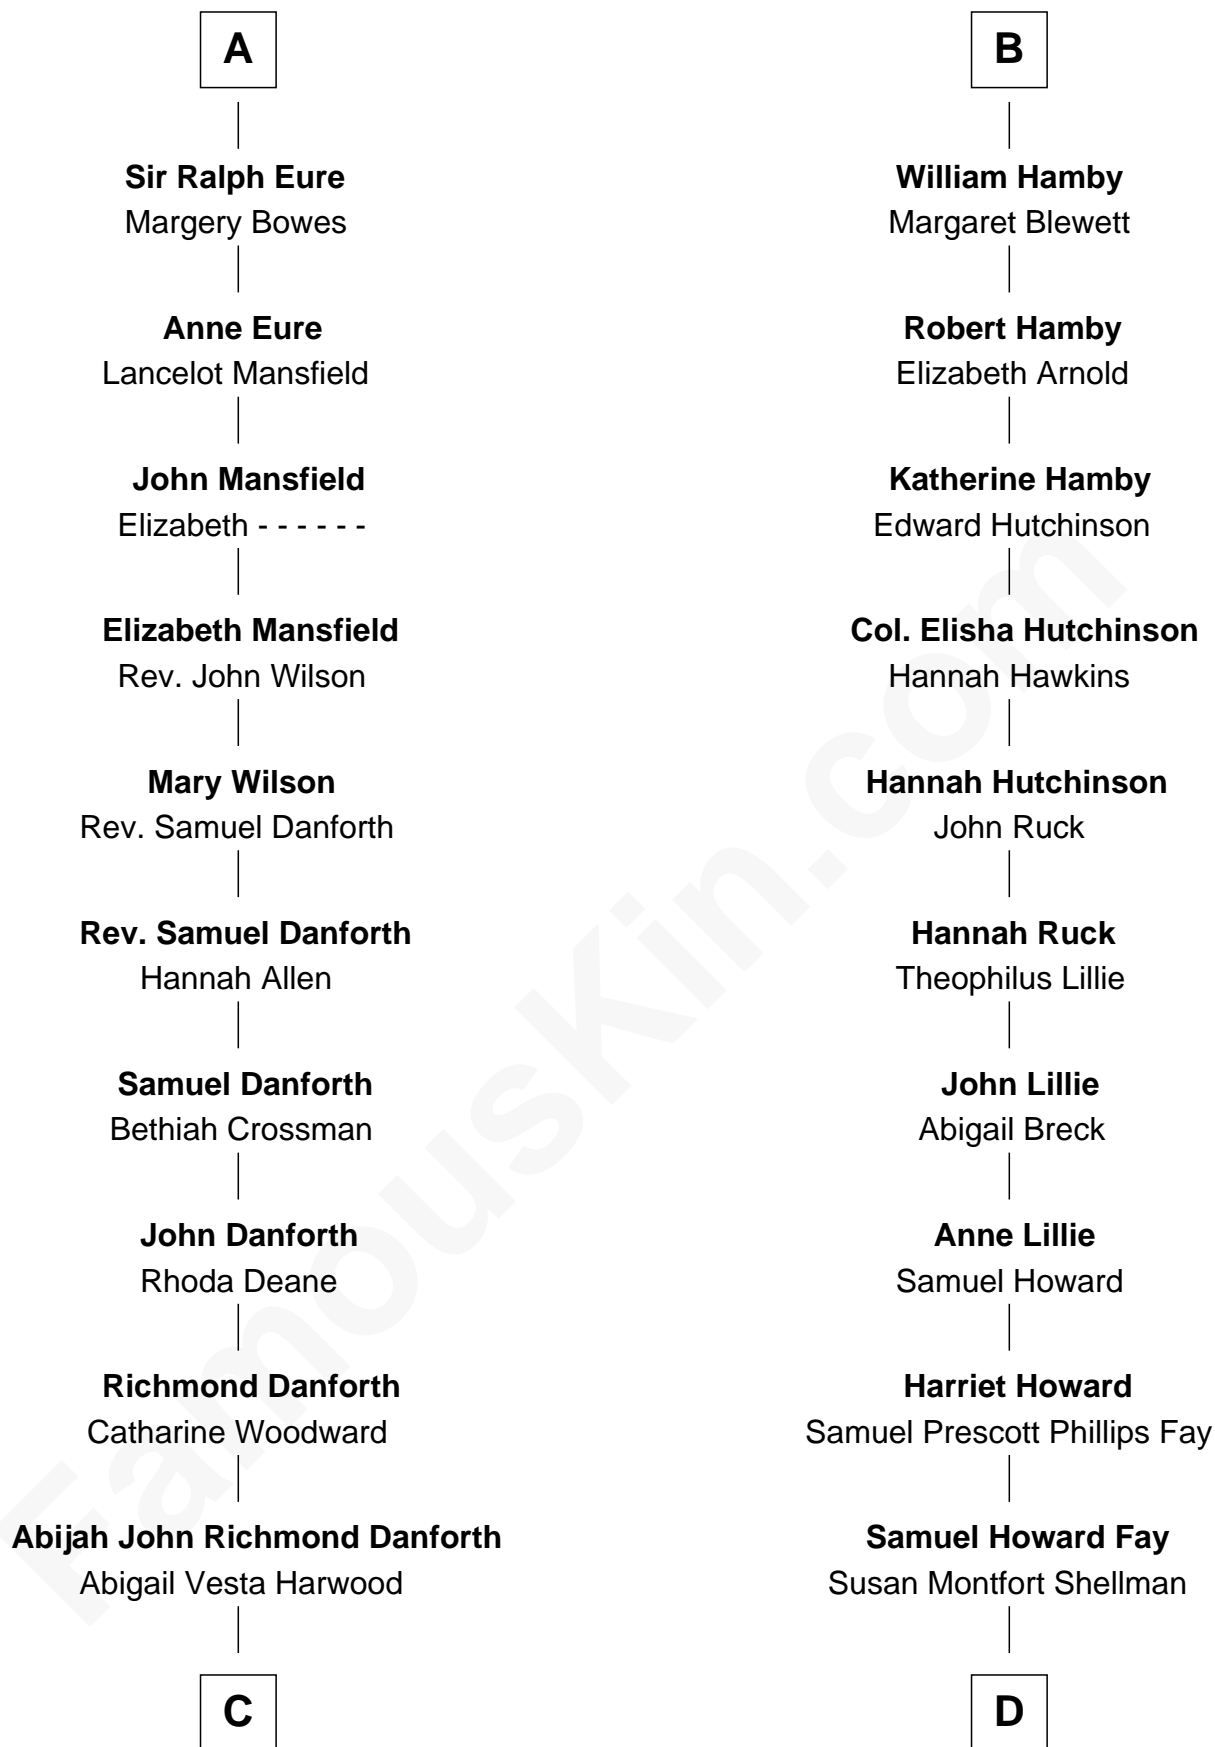 A
Sir Ralph Eure
Margery Bowes
Anne Eure
Lancelot Mansfield
John Mansfield
Elizabeth - - - - - -
Elizabeth Mansfield
Rev. John Wilson
Mary Wilson
Rev. Samuel Danforth
Rev. Samuel Danforth
Hannah Allen
Samuel Danforth
Bethiah Crossman
John Danforth
Rhoda Deane
Richmond Danforth
Catharine Woodward
Abijah John Richmond Danforth
Abigail Vesta Harwood
C
B
William Hamby
Margaret Blewett
Robert Hamby
Elizabeth Arnold
Katherine Hamby
Edward Hutchinson
Col. Elisha Hutchinson
Hannah Hawkins
Hannah Hutchinson
John Ruck
Hannah Ruck
Theophilus Lillie
John Lillie
Abigail Breck
Anne Lillie
Samuel Howard
Harriet Howard
Samuel Prescott Phillips Fay
Samuel Howard Fay
Susan Montfort Shellman
D
FamousKin.com